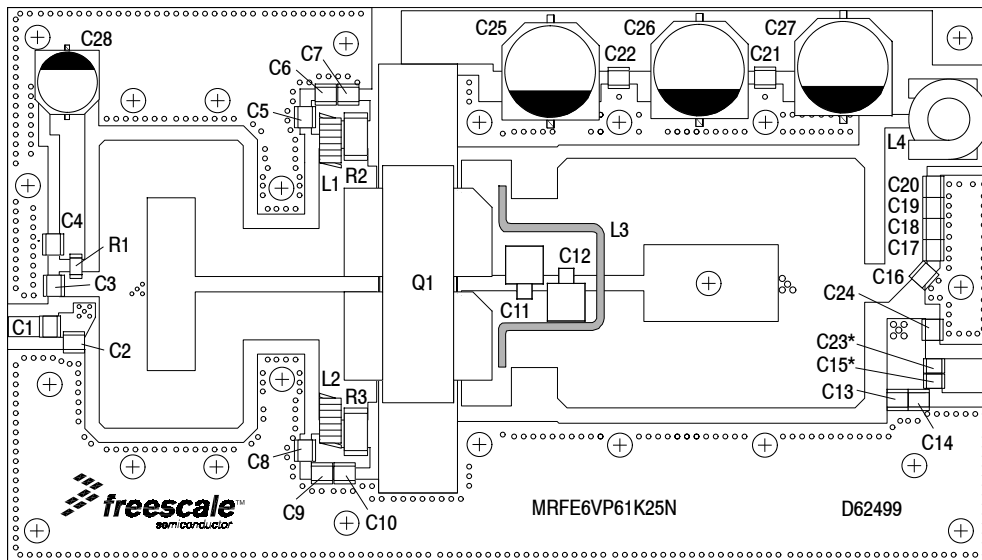 C28
C6
C7
C5
L1
R2
C25
C22
C26
C21
C27
L4
C20
C19
C18
C17
C16
C4
R1
C3
C1
C2
Q1
L3
C12
C11
C24
C23*
C15*
C13
C14
L2
R3
C8
C9
C10
freescale™
semiconductor
MRFE6VP61K25N
D62499